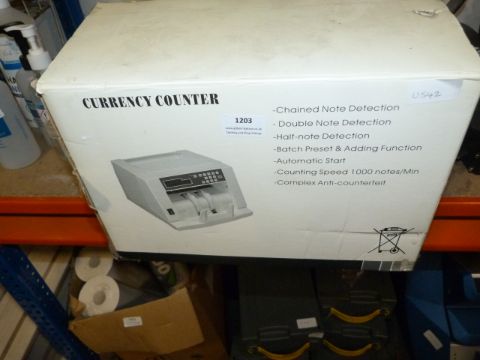 U542
CURRENCY COUNTER
1203
-Chained Note Detection
- Double Note Detection
-Half-note Detection
-Batch Preset & Adding Function
-Automatic Start
-Counting Speed 1000 notes/Min
-Complex Anti-counterfeit